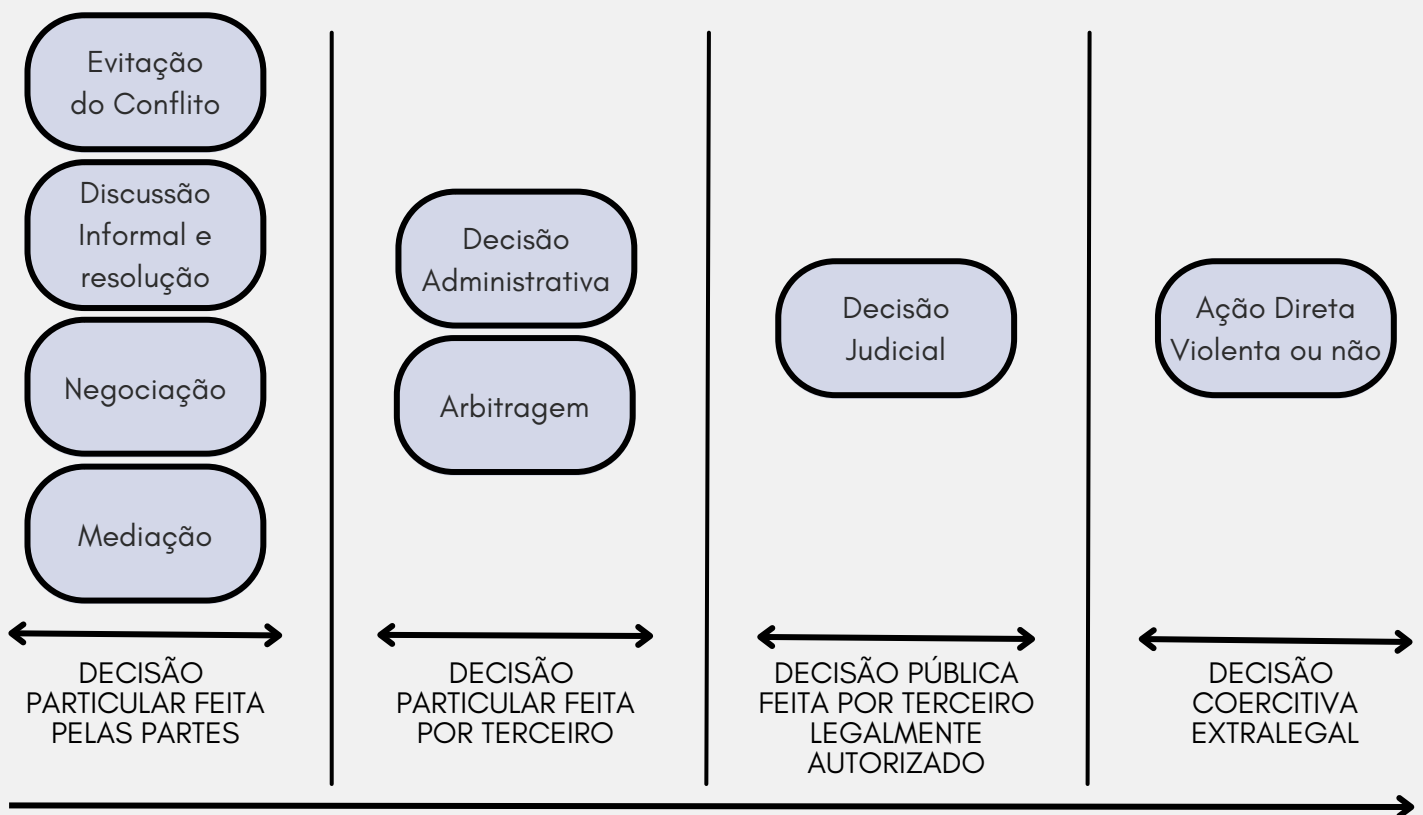 Evitação
do Conflito
Discussão
Informal e
resolução
Negociação
Mediação
DECISÃO
PARTICULAR FEITA
PELAS PARTES
Decisão
Administrativa
Arbitragem
DECISÃO
PARTICULAR FEITA
POR TERCEIRO
Decisão
Judicial
DECISÃO PÚBLICA
FEITA POR TERCEIRO
LEGALMENTE
AUTORIZADO
Ação Direta
Violenta ou não
DECISÃO
COERCITIVA
EXTRALEGAL